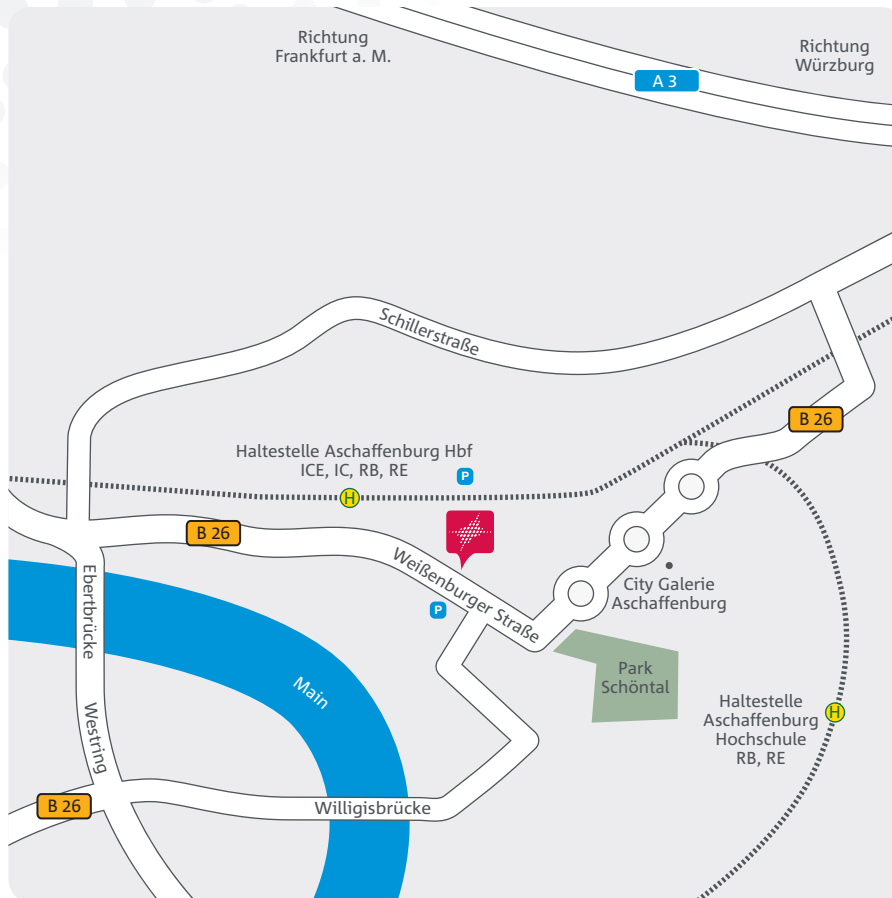 Richtung
Frankfurt a. M.
Richtung
Würzburg
A 3
Schillerstraße
B 26
Haltestelle Aschaffenburg Hbf
ICE, IC, RB, RE
P
H
B 26
Weißenburger Straße
Ebertbrücke
City Galerie
Aschaffenburg
P
Park
Schöntal
Main
Haltestelle
Aschaffenburg
Hochschule
RB, RE
H
Westring
B 26
Willigisbrücke